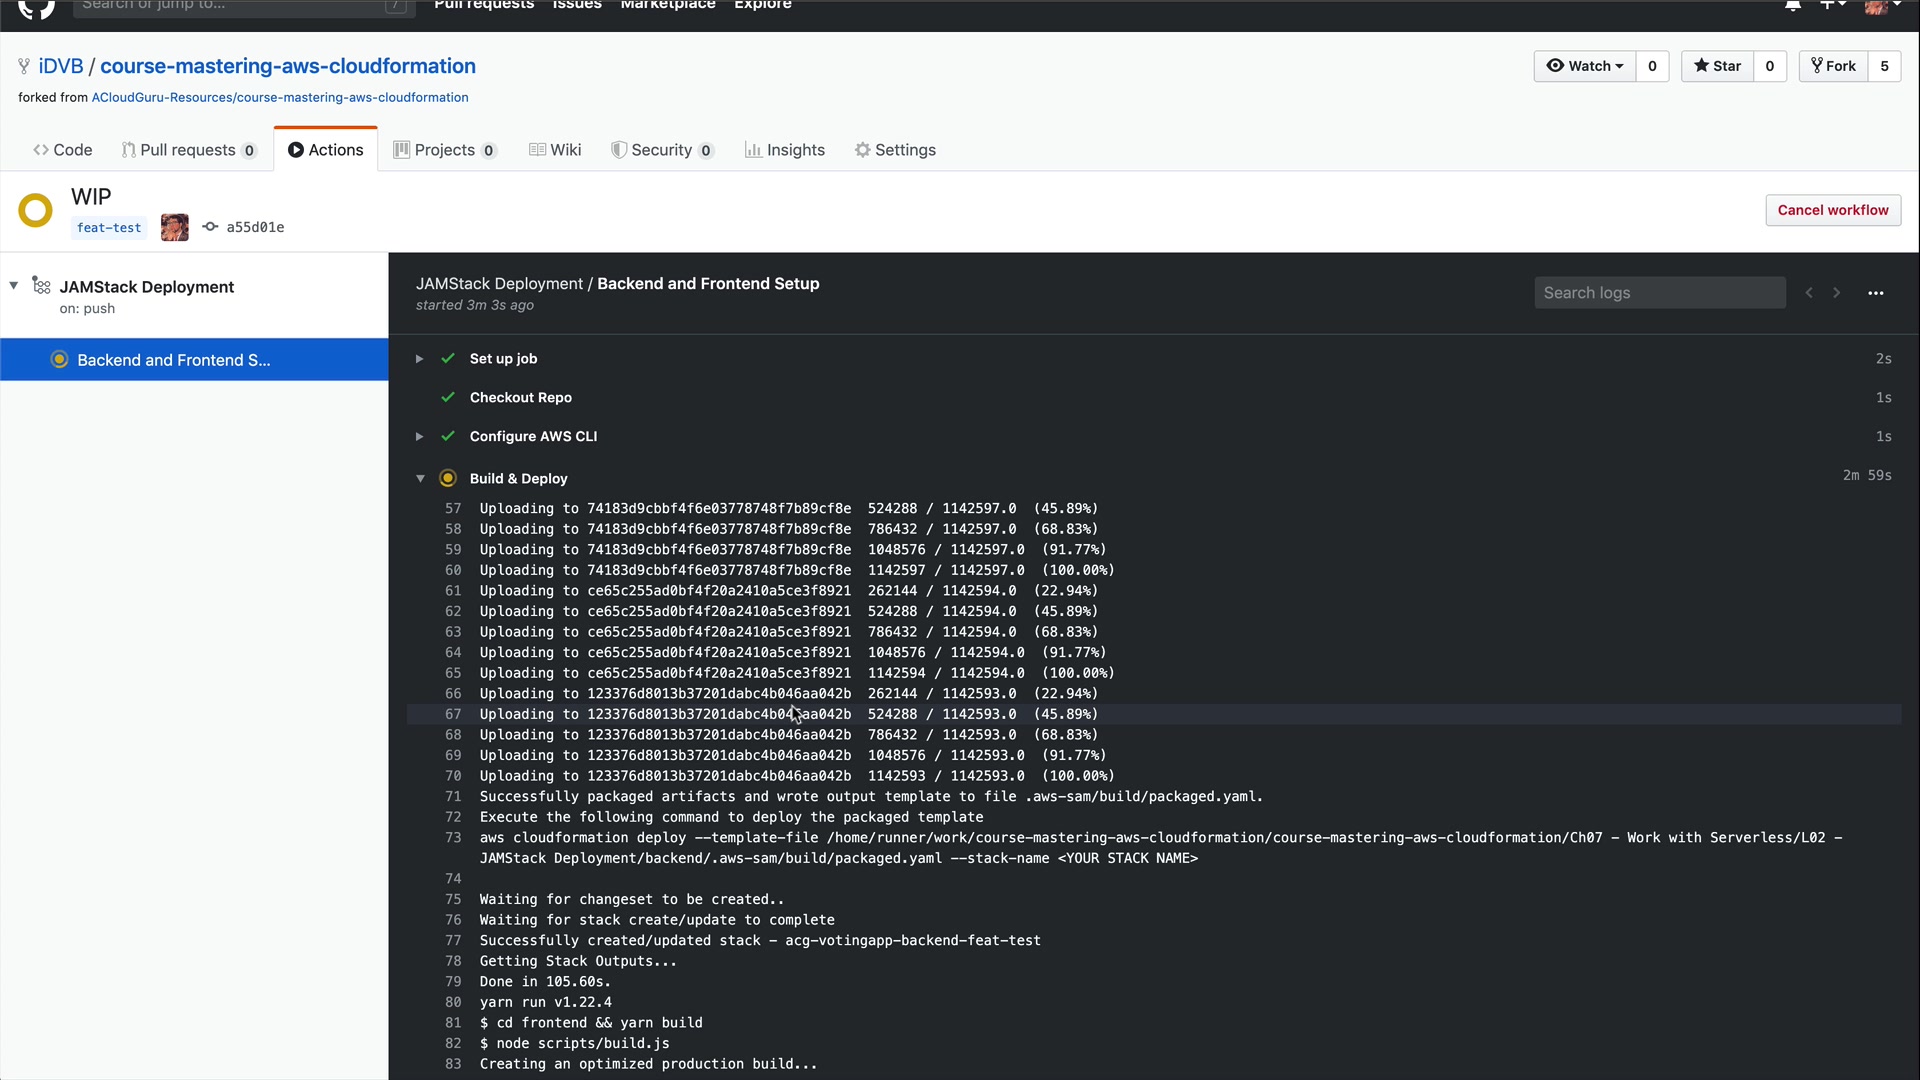 Search or jump to... /
Pull requests Issues Marketplace Explore
iDVB / course-mastering-aws-cloudformation
Watch 0 Star 0 Fork 5
forked from ACloudGuru-Resources/course-mastering-aws-cloudformation
Code Pull requests 0 Actions Projects 0 Wiki Security 0 Insights Settings
WIP
feat-test a55d01e
Cancel workflow
JAMStack Deployment
on: push
Backend and Frontend S...
JAMStack Deployment / Backend and Frontend Setup
started 3m 3s ago
Search logs
Set up job 2s
Checkout Repo 1s
Configure AWS CLI 1s
Build & Deploy 2m 59s
57 Uploading to 74183d9cbbf4f6e03778748f7b89cf8e 524288 / 1142597.0 (45.89%)
58 Uploading to 74183d9cbbf4f6e03778748f7b89cf8e 786432 / 1142597.0 (68.83%)
59 Uploading to 74183d9cbbf4f6e03778748f7b89cf8e 1048576 / 1142597.0 (91.77%)
60 Uploading to 74183d9cbbf4f6e03778748f7b89cf8e 1142597 / 1142597.0 (100.00%)
61 Uploading to ce65c255ad0bf4f20a2410a5ce3f8921 262144 / 1142594.0 (22.94%)
62 Uploading to ce65c255ad0bf4f20a2410a5ce3f8921 524288 / 1142594.0 (45.89%)
63 Uploading to ce65c255ad0bf4f20a2410a5ce3f8921 786432 / 1142594.0 (68.83%)
64 Uploading to ce65c255ad0bf4f20a2410a5ce3f8921 1048576 / 1142594.0 (91.77%)
65 Uploading to ce65c255ad0bf4f20a2410a5ce3f8921 1142594 / 1142594.0 (100.00%)
66 Uploading to 123376d8013b37201dabc4b046aa042b 262144 / 1142593.0 (22.94%)
67 Uploading to 123376d8013b37201dabc4b046aa042b 524288 / 1142593.0 (45.89%)
68 Uploading to 123376d8013b37201dabc4b046aa042b 786432 / 1142593.0 (68.83%)
69 Uploading to 123376d8013b37201dabc4b046aa042b 1048576 / 1142593.0 (91.77%)
70 Uploading to 123376d8013b37201dabc4b046aa042b 1142593 / 1142593.0 (100.00%)
71 Successfully packaged artifacts and wrote output template to file .aws-sam/build/packaged.yaml.
72 Execute the following command to deploy the packaged template
73 aws cloudformation deploy --template-file /home/runner/work/course-mastering-aws-cloudformation/course-mastering-aws-cloudformation/Ch07 - Work with Serverless/L02 -
JAMStack Deployment/backend/.aws-sam/build/packaged.yaml --stack-name <YOUR STACK NAME>
74
75 Waiting for changeset to be created..
76 Waiting for stack create/update to complete
77 Successfully created/updated stack - acg-votingapp-backend-feat-test
78 Getting Stack Outputs...
79 Done in 105.60s.
80 yarn run v1.22.4
81 $ cd frontend && yarn build
82 $ node scripts/build.js
83 Creating an optimized production build...